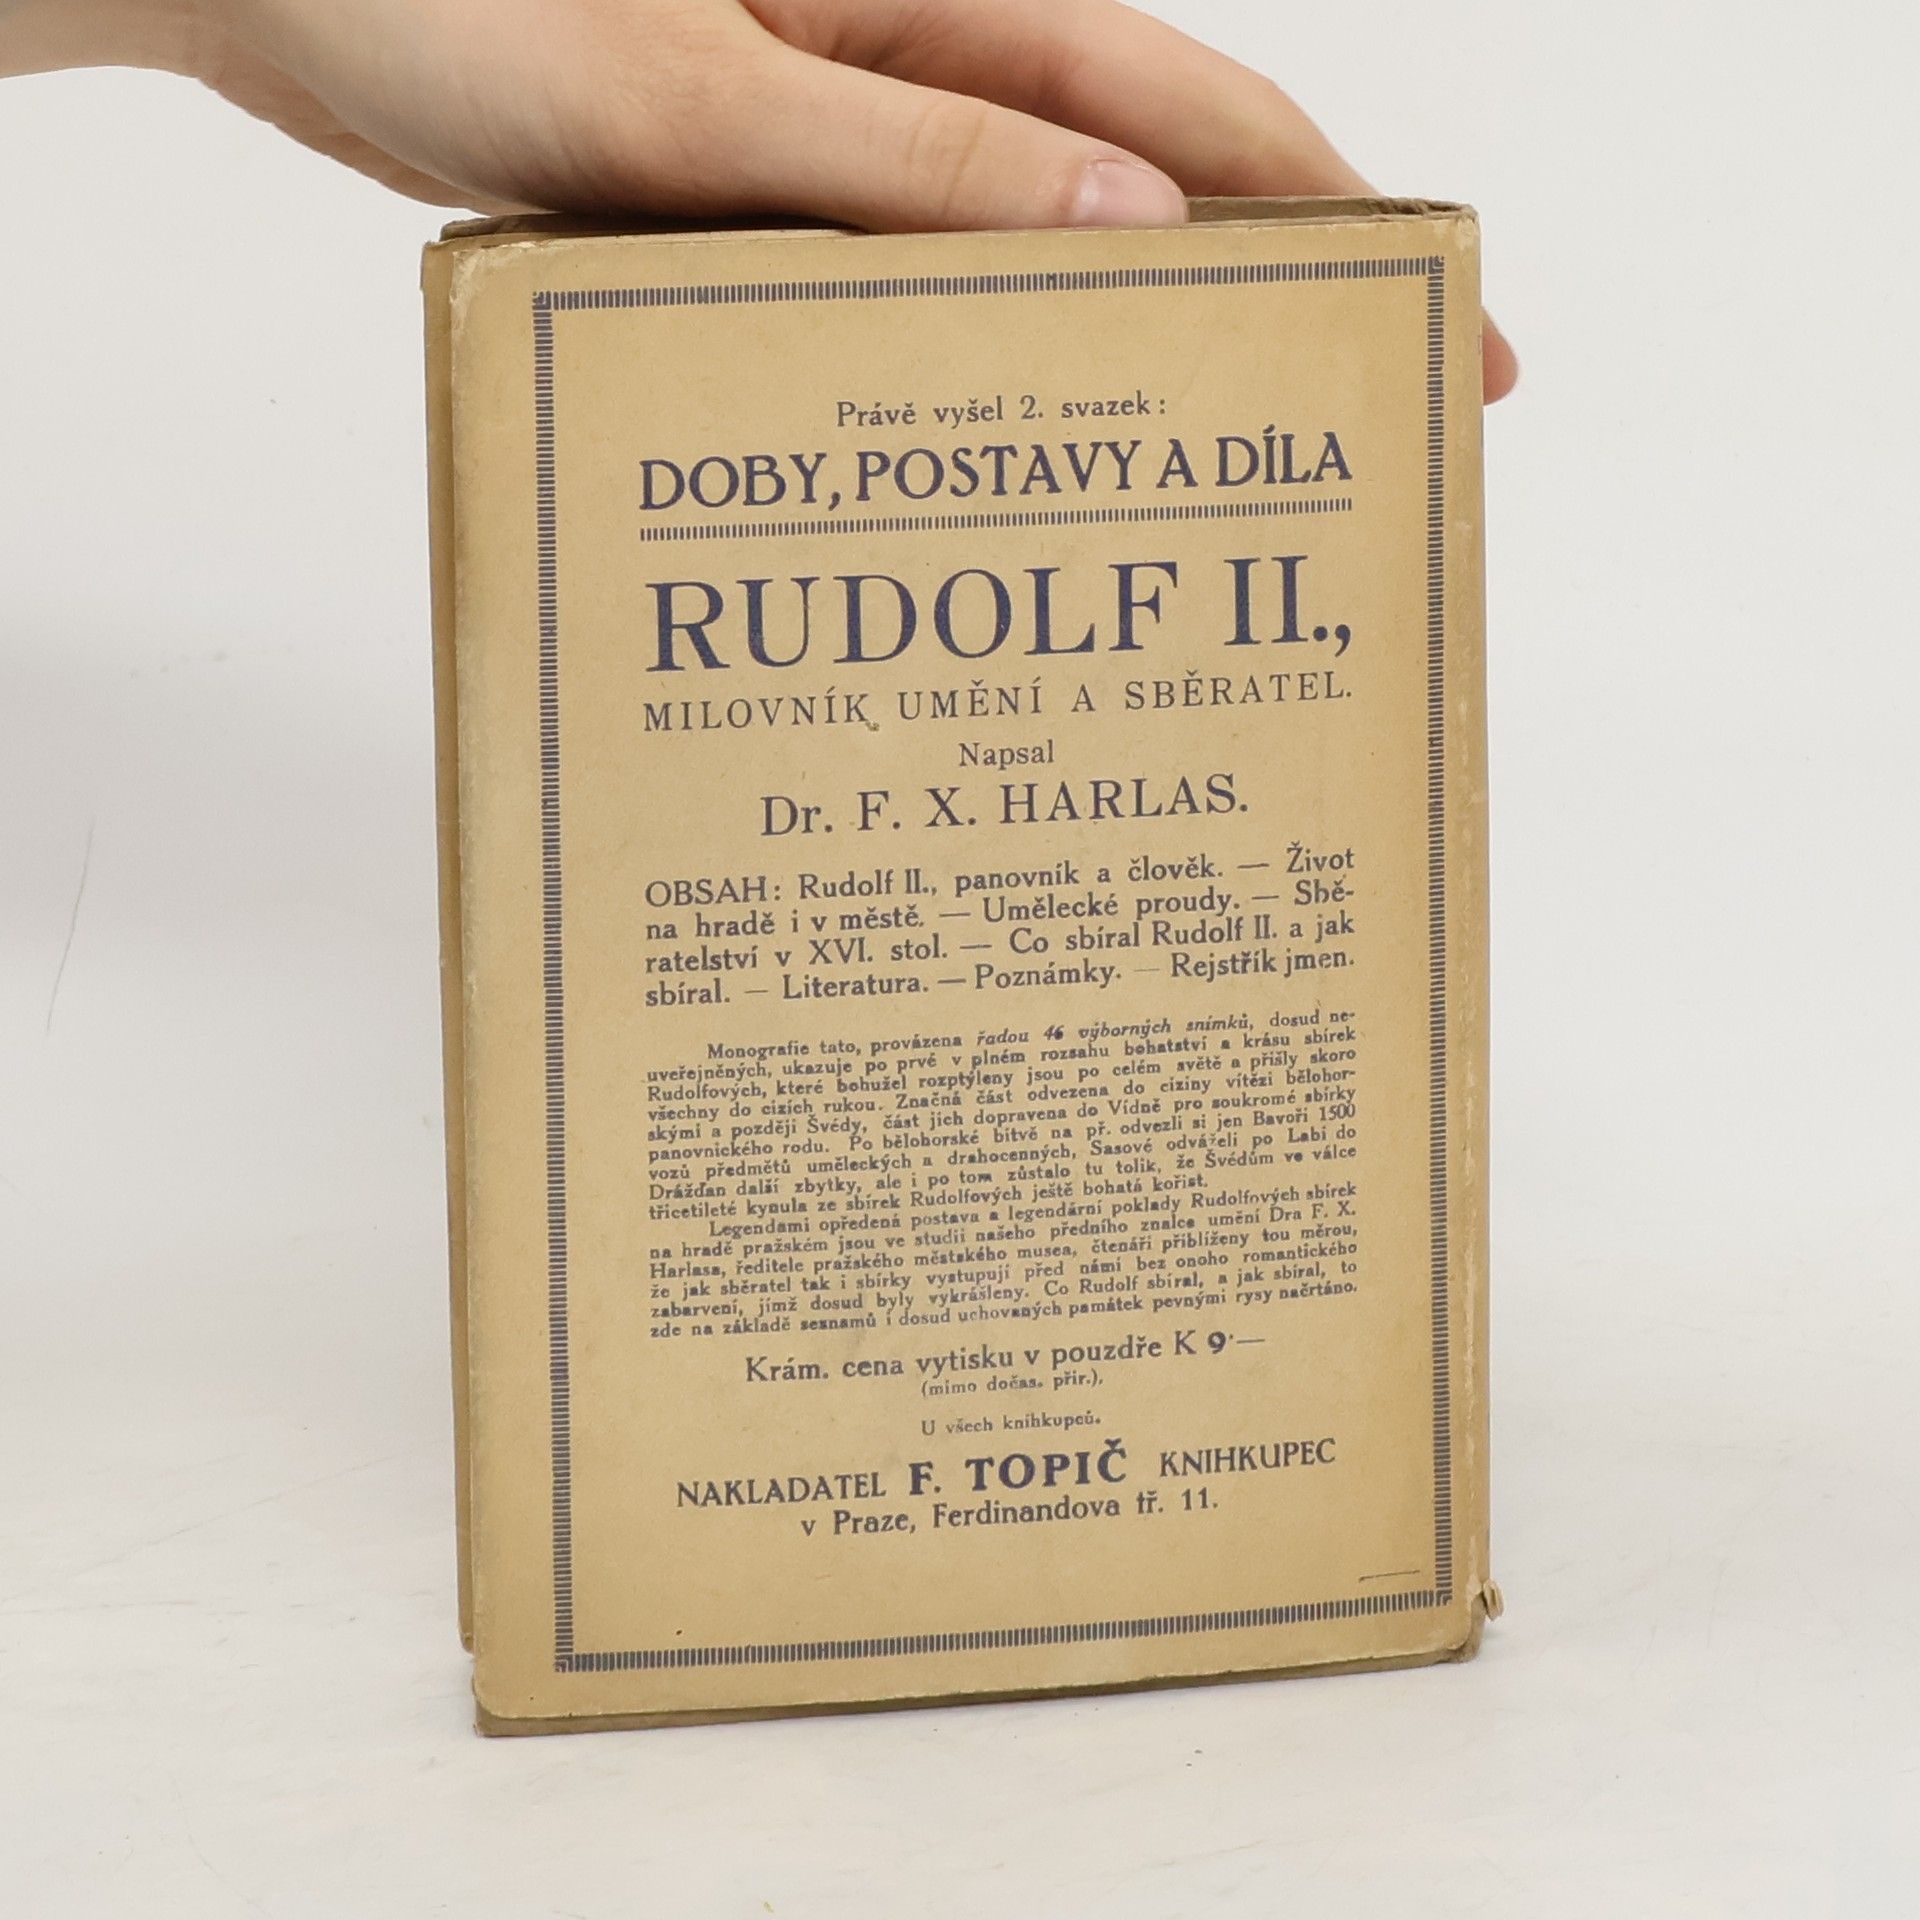 Právě vyšel 2. svazek:
DOBY, POSTAVY A DÍLA
RUDOLF II.,
MILOVNÍK UMĚNÍ A SBĚRATEL.
Napsal
Dr. F. X. HARLAS.
OBSAH: Rudolf II., panovník a člověk. — Život
na hradě i v městě. — Umělecké proudy. — Sbě-
ratelství v XVI. stol. — Co sbíral Rudolf II. a jak
sbíral. — Literatura. — Poznámky. — Rejstřík jmen.
Monografie tato, provázena řadou 46 výborných snímků, dosud ne-
uveřejněných, ukazuje po prvé v plném rozsahu bohatství a krásu sbírek
Rudolfových, které bohužel rozptýleny jsou po celém světě a přišly skoro
všechny do cizích rukou. Značná část odvezena do ciziny vítězi bělohor-
skými a později Švédy, část jich dopravena do Vídně pro soukromé sbírky
panovnického rodu. Po bělohorské bitvě na př. odvezli si jen Bavoři 1500
vozů předmětů uměleckých a drahocenných, Sasové odváželi po Labi do
Drážďan další zbytky, ale i po tom zůstalo tu tolik, že Švédům ve válce
třicetileté kynula ze sbírek Rudolfových ještě bohatá kořist.
Legendami opředená postava a legendární poklady Rudolfových sbírek
na hradě pražském jsou ve studii našeho předního znalce umění Dra F. X.
Harlasa, ředitele pražského městského musea, čtenáři přiblíženy tou měrou,
že jak sběratel tak i sbírky vystupují před námi bez onoho romantického
zabarvení, jímž dosud byly vykrášleny. Co Rudolf sbíral, a jak sbíral, to
zde na základě seznamů i dosud uchovaných památek pevnými rysy načrtáno.
Krám. cena vytisku v pouzdře K 9·—
(mimo dočas. přir.),
U všech knihkupců.
NAKLADATEL F. TOPIČ KNIHKUPEC
v Praze, Ferdinandova tř. 11.